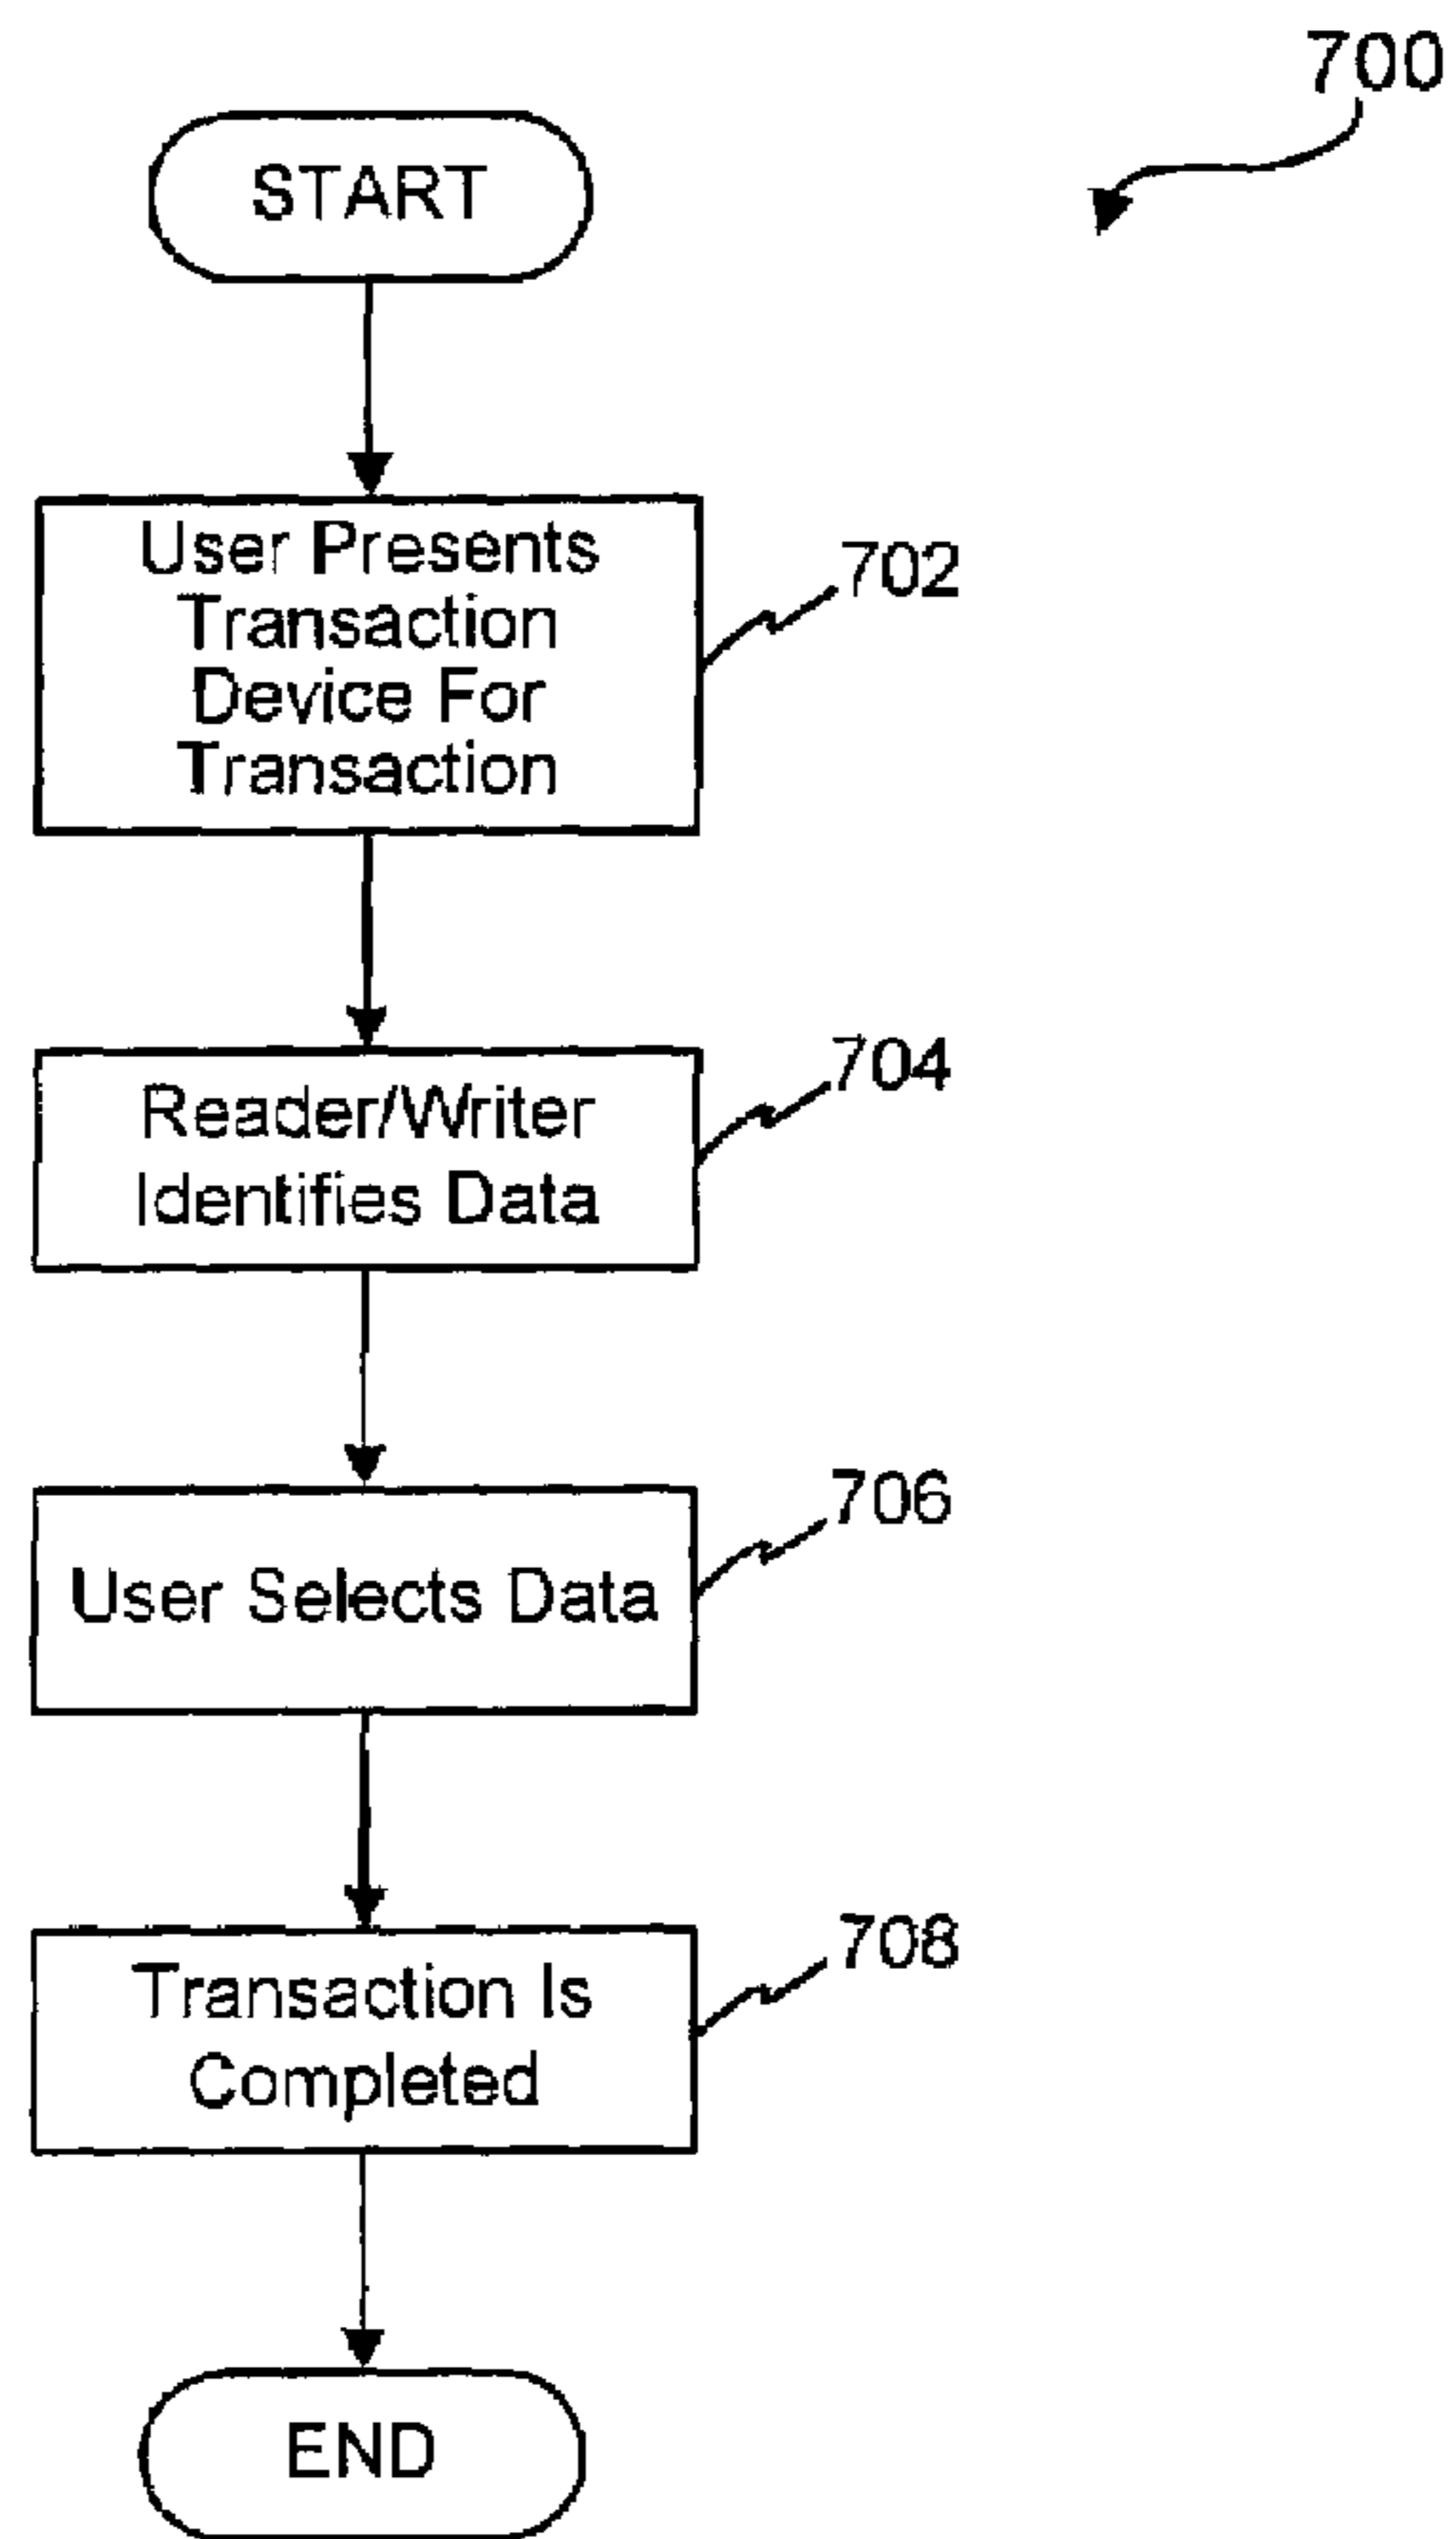 700
START
User Presents
Transaction
Device For
Transaction
702
Reader/Writer
Identifies Data
704
User Selects Data
706
Transaction Is
Completed
708
END